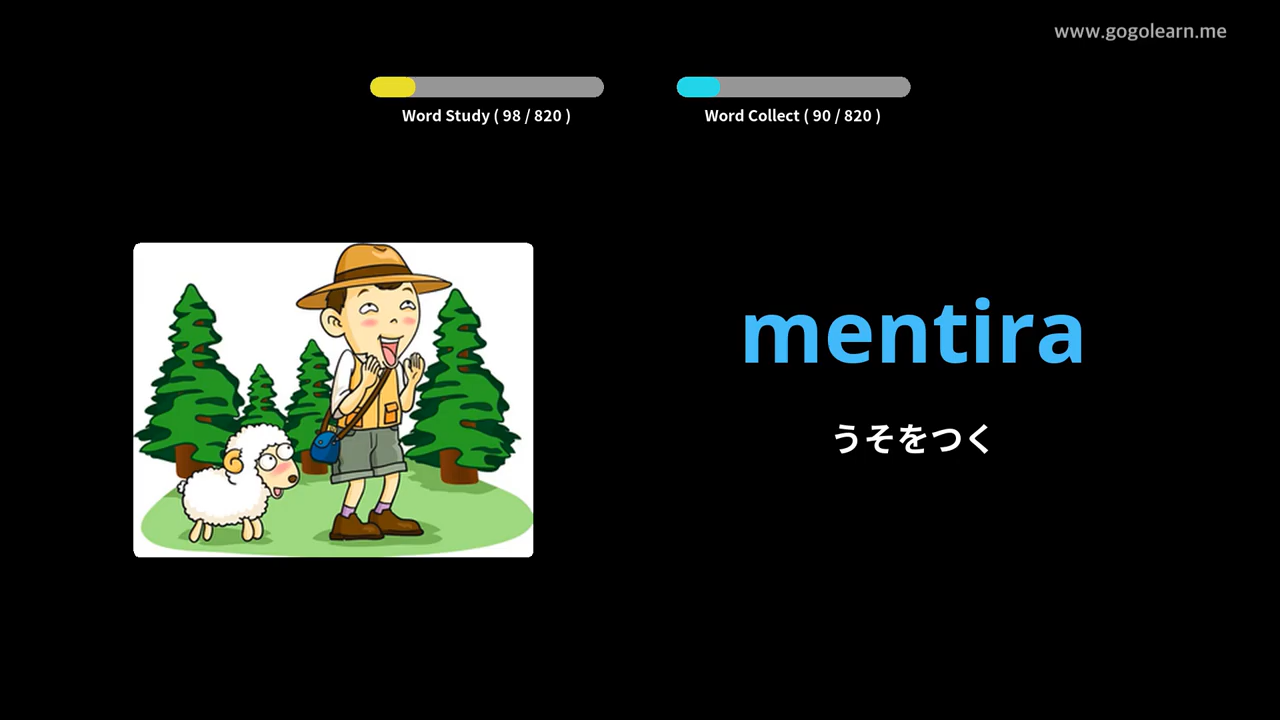 www.gogolearn.me
Word Study ( 98 / 820 )
Word Collect ( 90 / 820 )
mentira
うそをつく